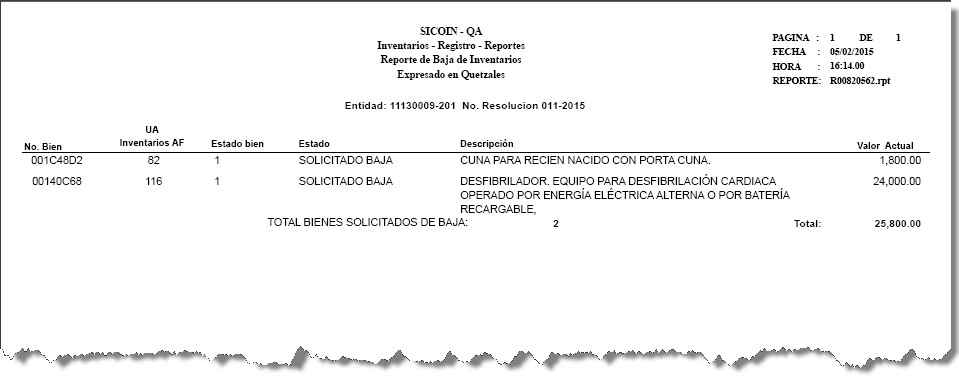 SICOIN - QA
Inventarios - Registro - Reportes
Reporte de Baja de Inventarios
Expresado en Quetzales
PAGINA : 1 DE 1
FECHA : 05/02/2015
HORA : 16:14.00
REPORTE: R00820562.rpt
Entidad: 11130009-201 No. Resolucion 011-2015
No. Bien UA Inventarios AF Estado bien Estado Descripción Valor Actual
001C48D2 82 1 SOLICITADO BAJA CUNA PARA RECIEN NACIDO CON PORTA CUNA. 1,800.00
00140C68 116 1 SOLICITADO BAJA DESFIBRILADOR. EQUIPO PARA DESFIBRILACIÓN CARDIACA 24,000.00
OPERADO POR ENERGÍA ELÉCTRICA ALTERNA O POR BATERÍA
RECARGABLE,
TOTAL BIENES SOLICITADOS DE BAJA: 2 Total: 25,800.00